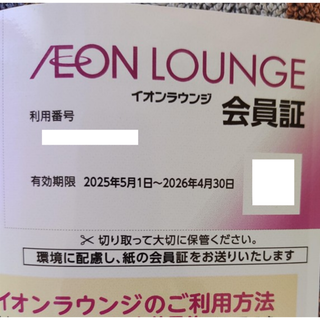 ÆON LOUNGE
イオンラウンジ 会員証
利用番号
有効期限 2025年5月1日~2026年4月30日
✂ 切り取って大切に保管ください。
環境に配慮し、紙の会員証をお送りいたします
イオンラウンジのご利用方法